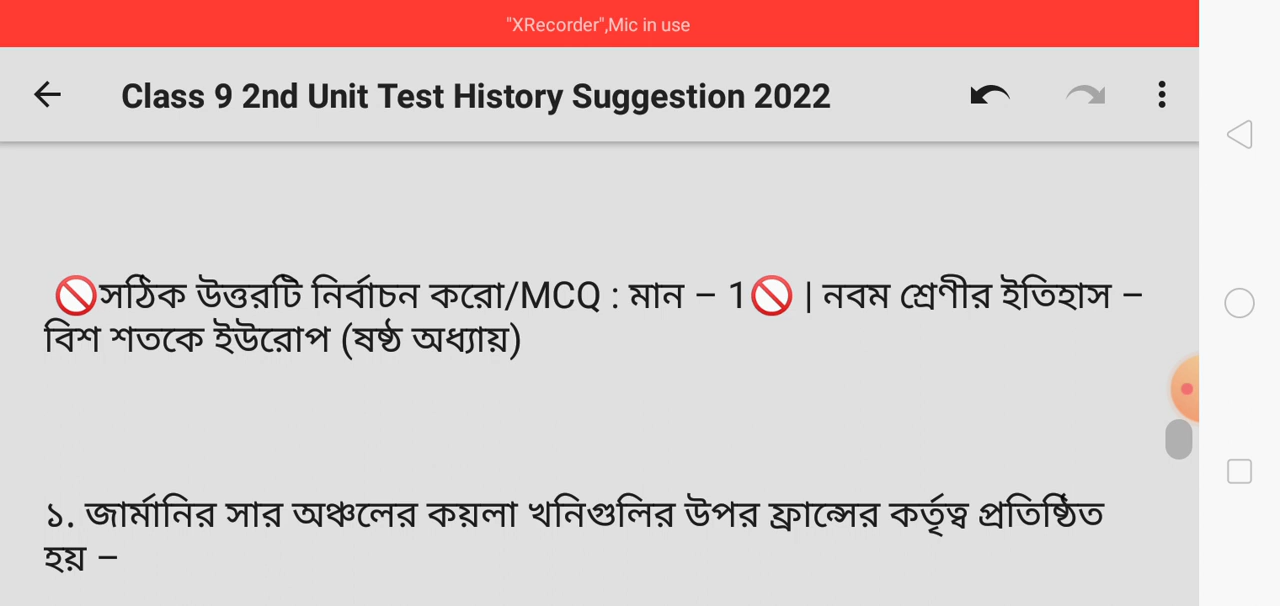 "XRecorder",Mic in use
Class 9 2nd Unit Test History Suggestion 2022
🚫সঠিক উত্তরটি নির্বাচন করো/MCQ : মান – 1🚫 | নবম শ্রেণীর ইতিহাস –
বিশ শতকে ইউরোপ (ষষ্ঠ অধ্যায়)
১. জার্মানির সার অঞ্চলের কয়লা খনিগুলির উপর ফ্রান্সের কর্তৃত্ব প্রতিষ্ঠিত
হয় –